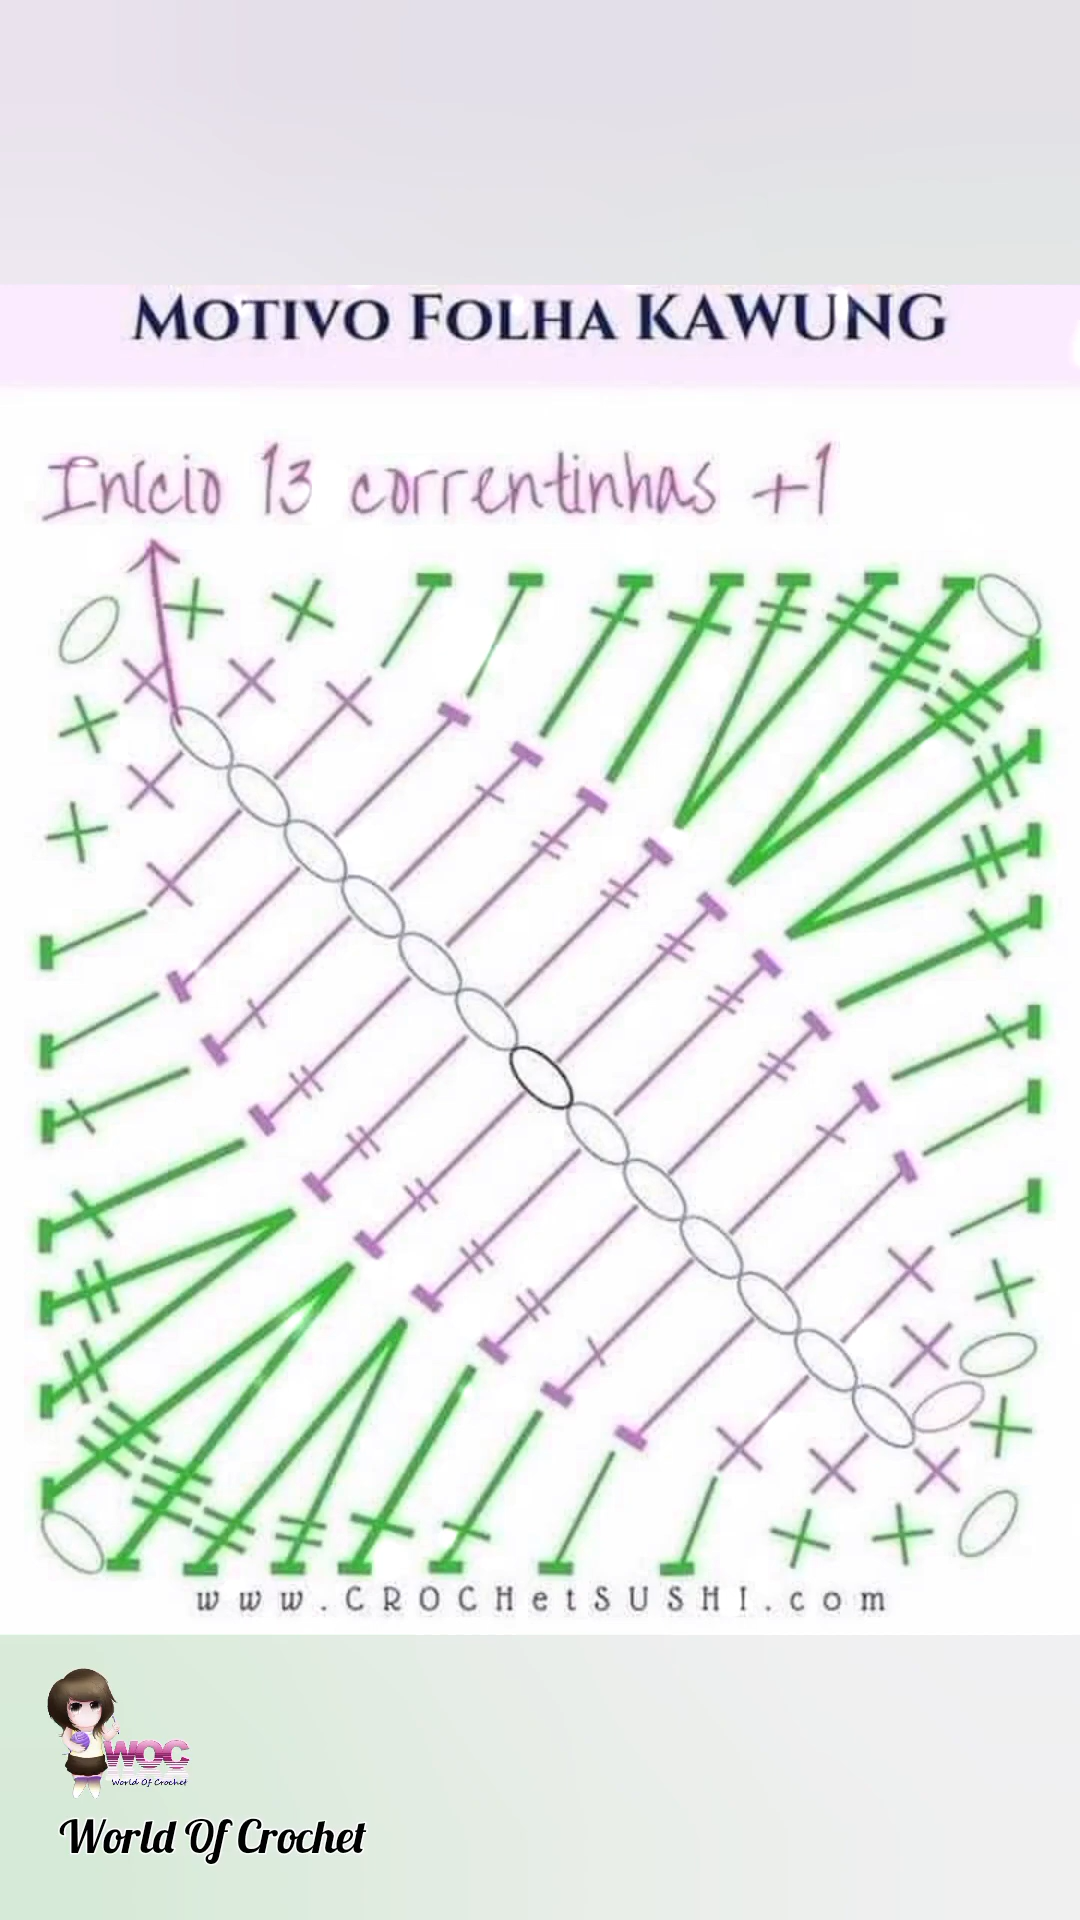 MOTIVO FOLHA KAWUNG
Início 13 correntinhas +1
www.CROCHetSUSHI.com
WOC
World Of Crochet
World Of Crochet